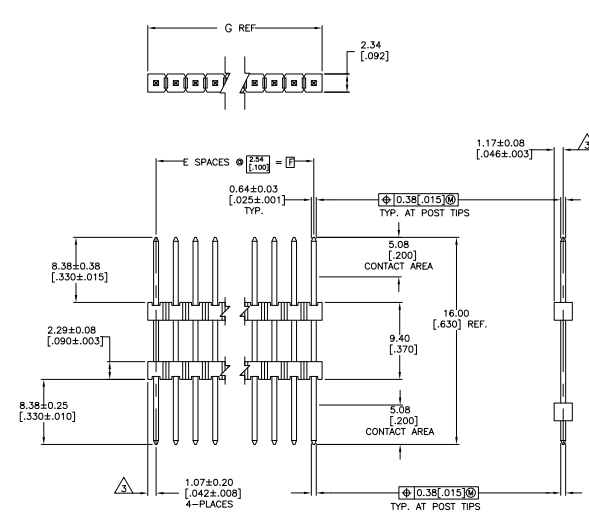 G REF
2.34
[.092]
1.17±0.08
[.046±.003]
3
E SPACES @ 2.54 [.100] = F
0.64±0.03
[.025±.001]
TYP.
⌖ 0.38[.015]Ⓜ
TYP. AT POST TIPS
8.38±0.38
[.330±.015]
5.08
[.200]
CONTACT AREA
16.00
[.630] REF.
2.29±0.08
[.090±.003]
9.40
[.370]
8.38±0.25
[.330±.010]
5.08
[.200]
CONTACT AREA
3
1.07±0.20
[.042±.008]
4-PLACES
⌖ 0.38[.015]Ⓜ
TYP. AT POST TIPS